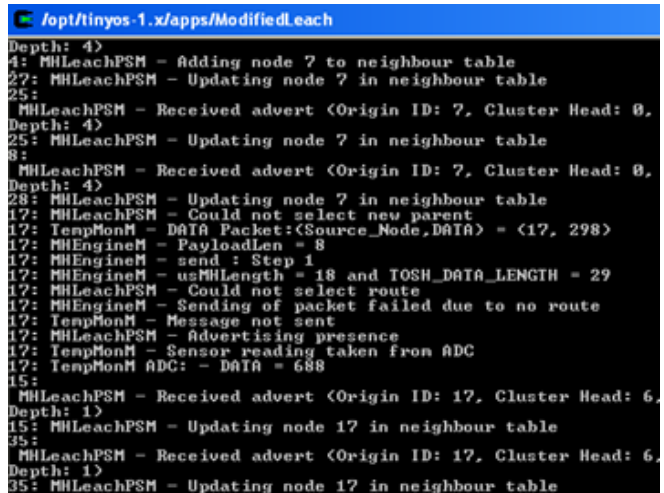 /opt/tinyos-1.x/apps/ModifiedLeach
Depth: 4>
4: MHLeachPSM - Adding node 7 to neighbour table
27: MHLeachPSM - Updating node 7 in neighbour table
25:
MHLeachPSM - Received advert <Origin ID: 7, Cluster Head: 0,
Depth: 4>
25: MHLeachPSM - Updating node 7 in neighbour table
8:
MHLeachPSM - Received advert <Origin ID: 7, Cluster Head: 0,
Depth: 4>
28: MHLeachPSM - Updating node 7 in neighbour table
17: MHLeachPSM - Could not select new parent
17: TempMonM - DATA Packet:<Source_Node,DATA> = <17, 298>
17: MHEngineM - PayloadLen = 8
17: MHEngineM - send : Step 1
17: MHEngineM - usMHLength = 18 and TOSH_DATA_LENGTH = 29
17: MHLeachPSM - Could not select route
17: MHEngineM - Sending of packet failed due to no route
17: TempMonM - Message not sent
17: MHLeachPSM - Advertising presence
17: TempMonM - Sensor reading taken from ADC
17: TempMonM ADC: - DATA = 688
15:
MHLeachPSM - Received advert <Origin ID: 17, Cluster Head: 6,
Depth: 1>
15: MHLeachPSM - Updating node 17 in neighbour table
35:
MHLeachPSM - Received advert <Origin ID: 17, Cluster Head: 6,
Depth: 1>
35: MHLeachPSM - Updating node 17 in neighbour table